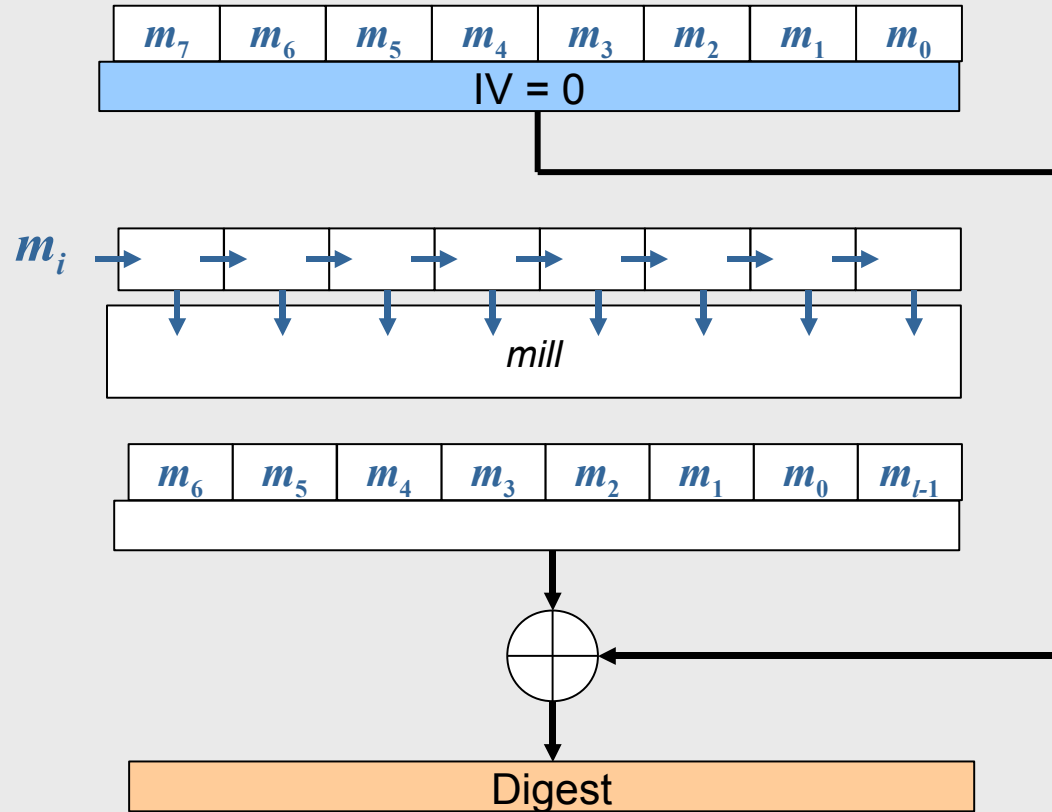 m₇ m₆ m₅ m₄ m₃ m₂ m₁ m₀
IV = 0
mᵢ
mill
m₆ m₅ m₄ m₃ m₂ m₁ m₀ m_{l-1}
Digest